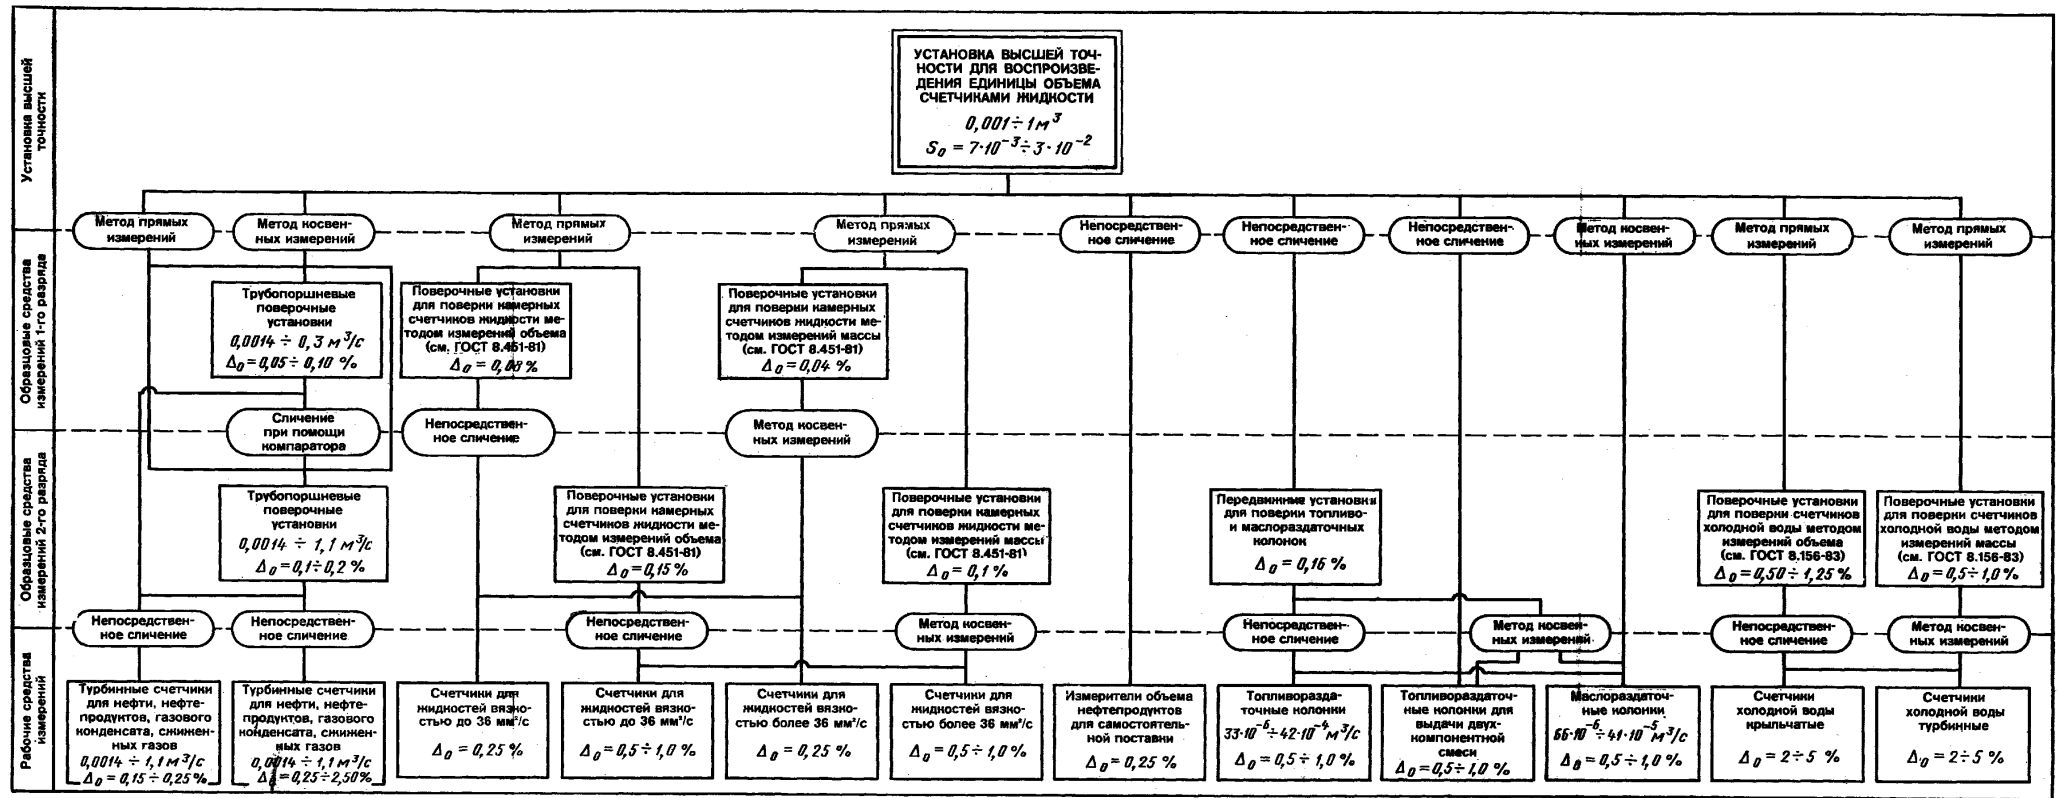 Установка высшей
точности
УСТАНОВКА ВЫСШЕЙ ТОЧ-
НОСТИ ДЛЯ ВОСПРОИЗВЕ-
ДЕНИЯ ЕДИНИЦЫ ОБЪЕМА
СЧЕТЧИКАМИ ЖИДКОСТИ
0,001÷1м³
S₀ = 7·10⁻³÷3·10⁻²
Метод прямых
измерений
Метод косвен-
ных измерений
Метод прямых
измерений
Метод прямых
измерений
Непосредствен-
ное сличение
Непосредствен-
ное сличение
Непосредствен-
ное сличение
Метод косвен-
ных измерений
Метод прямых
измерений
Метод прямых
измерений
Образцовые средства
измерений 1-го разряда
Трубопоршневые
поверочные
установки
0,0014 ÷ 0,3 м³/с
Δ₀ = 0,05÷ 0,10 %
Поверочные установки
для поверки камерных
счетчиков жидкости ме-
тодом измерений объема
(см. ГОСТ 8.451-81)
Δ₀ = 0,08 %
Поверочные установки
для поверки камерных
счетчиков жидкости ме-
тодом измерений массы
(см. ГОСТ 8.451-81)
Δ₀ = 0,04 %
Сличение
при помощи
компаратора
Непосредствен-
ное сличение
Метод косвен-
ных измерений
Образцовые средства
измерений 2-го разряда
Трубопоршневые
поверочные
установки
0,0014 ÷ 1,1 м³/с
Δ₀ = 0,1÷0,2 %
Поверочные установки
для поверки камерных
счетчиков жидкости ме-
тодом измерений объема
(см. ГОСТ 8.451-81)
Δ₀ = 0,15 %
Поверочные установки
для поверки камерных
счетчиков жидкости ме-
тодом измерений массы
(см. ГОСТ 8.451-81)
Δ₀ = 0,1 %
Передвижные установки
для поверки топливо-
и маслораздаточных
колонок
Δ₀ = 0,16 %
Поверочные установки
для поверки счетчиков
холодной воды методом
измерений объема
(см. ГОСТ 8.156-83)
Δ₀ = 0,50÷1,25 %
Поверочные установки
для поверки счетчиков
холодной воды методом
измерений массы
(см. ГОСТ 8.156-83)
Δ₀ = 0,5÷1,0 %
Непосредствен-
ное сличение
Непосредствен-
ное сличение
Непосредствен-
ное сличение
Метод косвен-
ных измерений
Непосредствен-
ное сличение
Метод косвен-
ных измерений
Непосредствен-
ное сличение
Метод косвен-
ных измерений
Рабочие средства
измерений
Турбинные счетчики
для нефти, нефте-
продуктов, газового
конденсата, сжижен-
ных газов
0,0014 ÷ 1,1 м³/с
Δ₀ = 0,15÷0,25 %
Турбинные счетчики
для нефти, нефте-
продуктов, газового
конденсата, сжижен-
ных газов
0,0014 ÷ 1,1 м³/с
Δ₀ = 0,25÷2,50%
Счетчики для
жидкостей вязко-
стью до 36 мм²/с
Δ₀ = 0,25 %
Счетчики для
жидкостей вязко-
стью до 36 мм²/с
Δ₀ = 0,5÷ 1,0 %
Счетчики для
жидкостей вязко-
стью более 36 мм²/с
Δ₀ = 0,25 %
Счетчики для
жидкостей вязко-
стью более 36 мм²/с
Δ₀ = 0,5÷ 1,0 %
Измерители объема
нефтепродуктов
для самостоятель-
ной поставки
Δ₀ = 0,25 %
Топливоразда-
точные колонки
33·10⁻⁶÷42·10⁻⁴м³/с
Δ₀ = 0,5÷ 1,0 %
Топливораздаточ-
ные колонки для
выдачи двух-
компонентной
смеси
Δ₀=0,5÷1,0 %
Маслораздаточ-
ные колонки
66·10⁻⁶÷41·10⁻⁵м³/с
Δ₀ = 0,5÷ 1,0 %
Счетчики
холодной воды
крыльчатые
Δ₀ = 2÷5 %
Счетчики
холодной воды
турбинные
Δ₀ = 2÷5 %